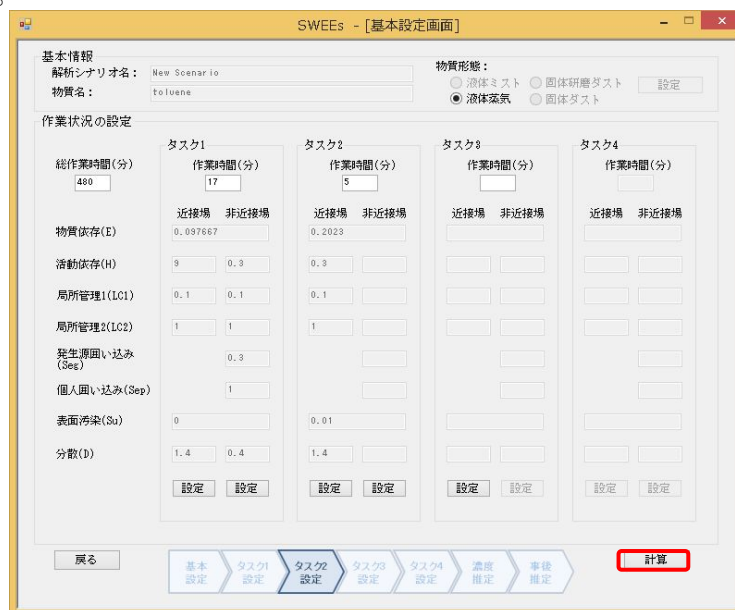 SWEEs - [基本設定画面]
基本情報
解析シナリオ名： New Scenario
物質名： toluene
物質形態：
液体ミスト 固体研磨ダスト
液体蒸気 固体ダスト
設定
作業状況の設定
タスク1 タスク2 タスク3 タスク4
総作業時間(分) 作業時間(分) 作業時間(分) 作業時間(分) 作業時間(分)
480 17 5
近接場 非近接場 近接場 非近接場 近接場 非近接場 近接場 非近接場
物質依存(E) 0.097667 0.2023
活動依存(H) 9 0.3 0.3
局所管理1(LC1) 0.1 0.1 0.1
局所管理2(LC2) 1 1 1
発生源囲い込み
(Seg) 0.3
個人囲い込み(Sep) 1
表面汚染(Su) 0 0.01
分散(D) 1.4 0.4 1.4
設定 設定 設定 設定 設定 設定 設定 設定
戻る
基本
設定
タスク1
設定
タスク2
設定
タスク3
設定
タスク4
設定
濃度
推定
事後
推定
計算